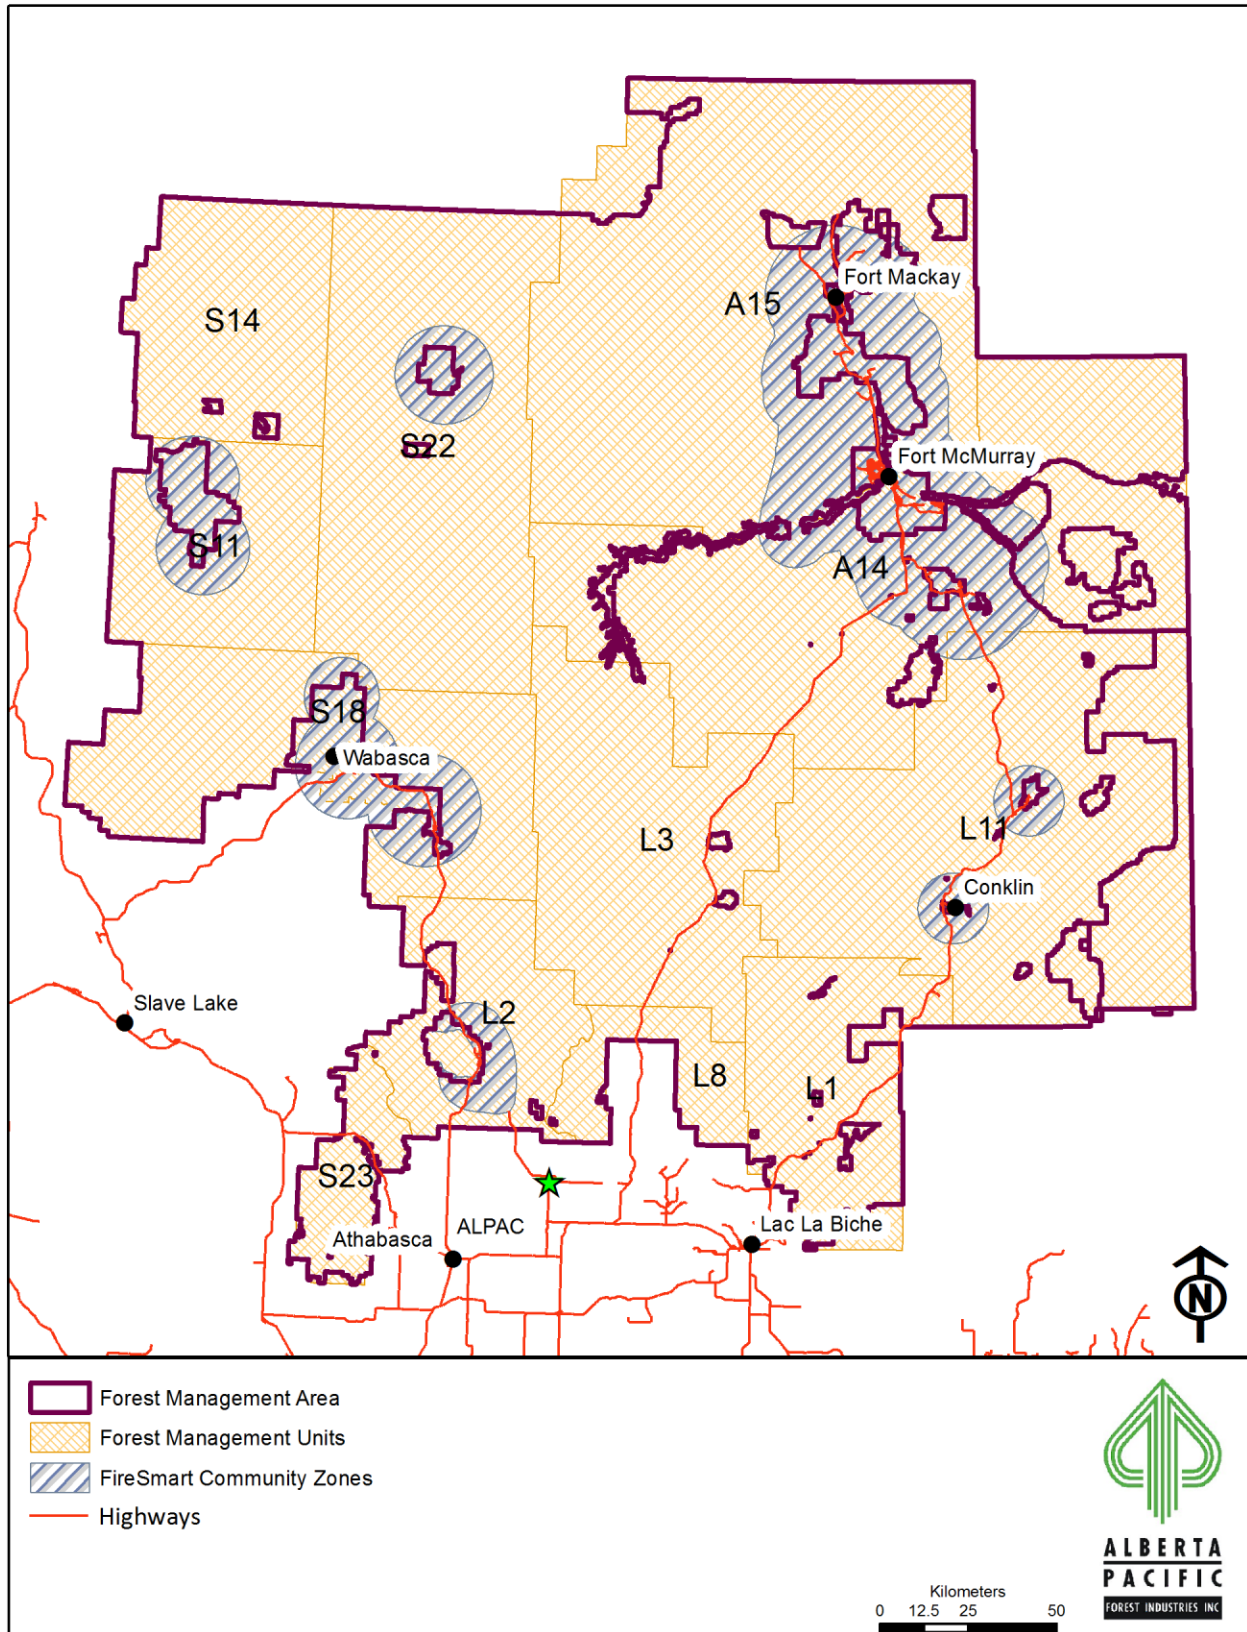 Fort Mackay
A15
S14
S22
Fort McMurray
S11
A14
S18
Wabasca
L3
L11
Conklin
Slave Lake
L2
L8
L1
S23
Athabasca
ALPAC
Lac La Biche
N
Forest Management Area
Forest Management Units
FireSmart Community Zones
Highways
ALBERTA
PACIFIC
FOREST INDUSTRIES INC
Kilometers
0 12.5 25 50